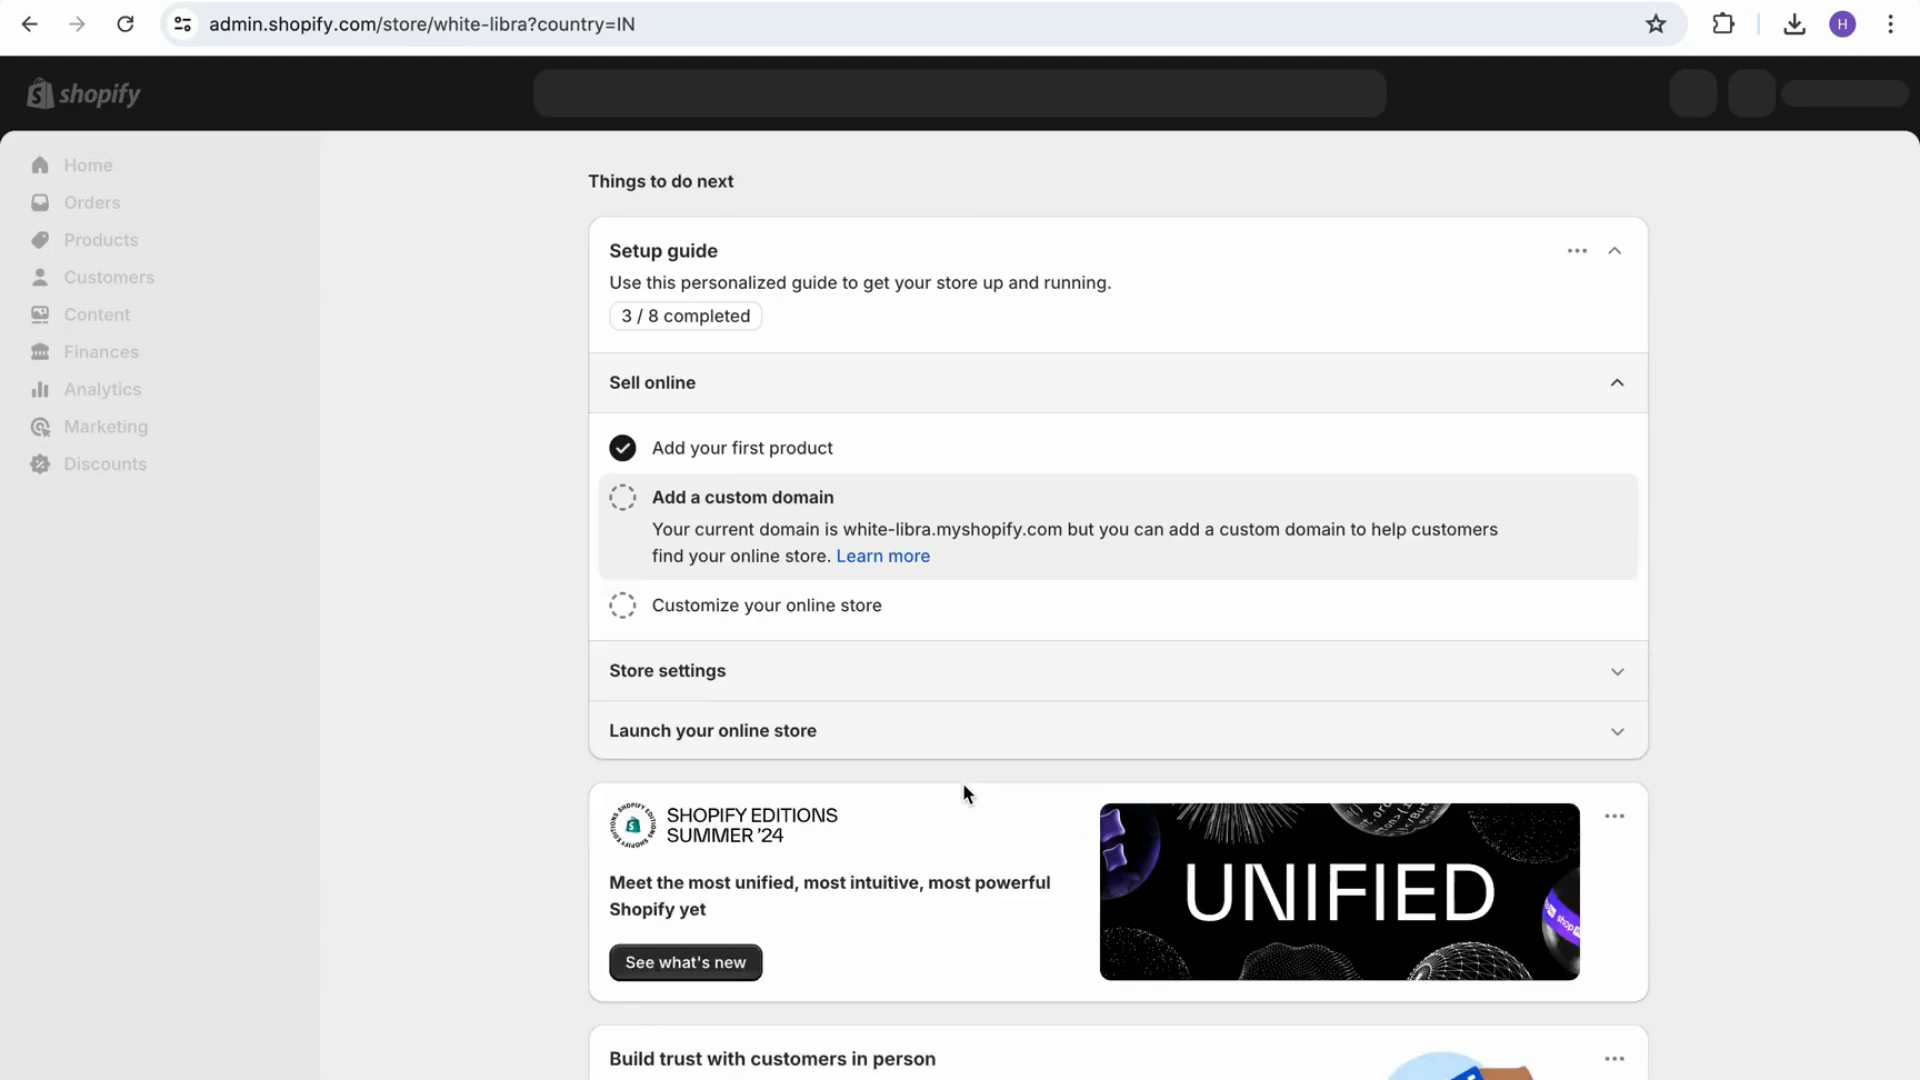 admin.shopify.com/store/white-libra?country=IN
H
shopify
Home
Orders
Products
Customers
Content
Finances
Analytics
Marketing
Discounts
Things to do next
Setup guide
Use this personalized guide to get your store up and running.
3 / 8 completed
Sell online
Add your first product
Add a custom domain
Your current domain is white-libra.myshopify.com but you can add a custom domain to help customers
find your online store. Learn more
Customize your online store
Store settings
Launch your online store
SHOPIFY EDITIONS
SUMMER '24
Meet the most unified, most intuitive, most powerful
Shopify yet
See what's new
UNIFIED
Build trust with customers in person